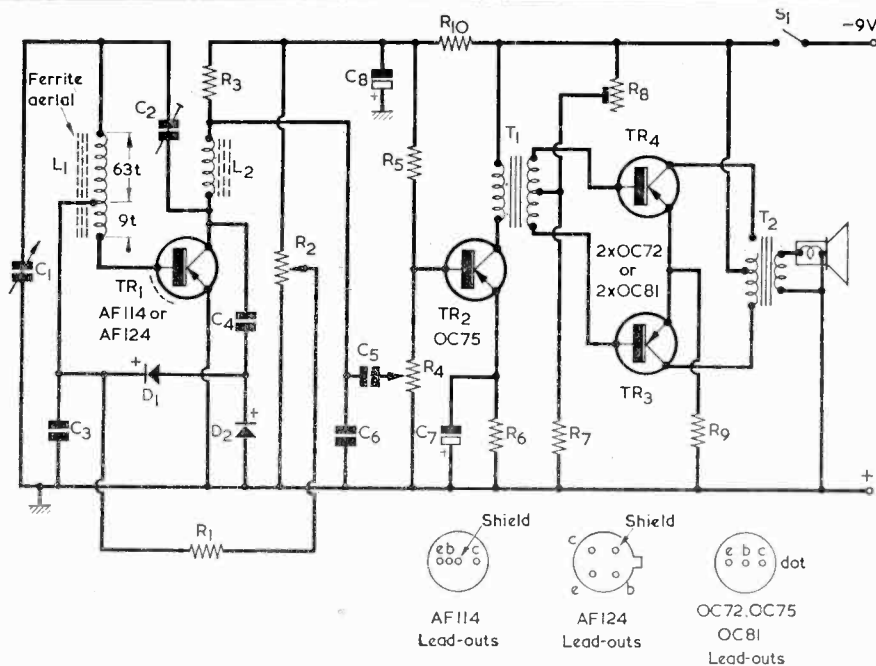 R10
S1
-9V
Ferrite
aerial
C2
R3
C8
+
R8
L1
63t
9t
L2
R5
T1
TR4
C1
TR1
AF114 or
AF124
C4
R2
TR2
OC75
2xOC72
or
2xOC81
T2
TR3
+
D1
+
D2
C3
C5
R4
C6
C7
+
R6
R7
R9
+
R1
Shield
e b c
AF114
Lead-outs
Shield
c
e
b
AF124
Lead-outs
e b c
dot
OC72,OC75
OC81
Lead-outs